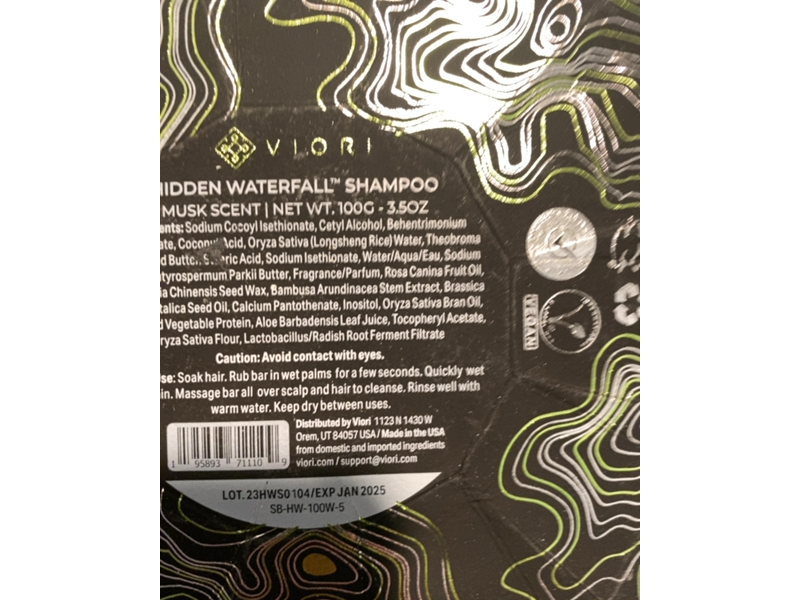 VIORI
HIDDEN WATERFALL™ SHAMPOO
MUSK SCENT | NET WT. 100G - 3.5OZ
ents: Sodium Cocoyl Isethionate, Cetyl Alcohol, Behentrimonium
ate, Coconut Acid, Oryza Sativa (Longsheng Rice) Water, Theobroma
d Butter, Stearic Acid, Sodium Isethionate, Water/Aqua/Eau, Sodium
utyrospermum Parkii Butter, Fragrance/Parfum, Rosa Canina Fruit Oil,
ia Chinensis Seed Wax, Bambusa Arundinacea Stem Extract, Brassica
talica Seed Oil, Calcium Pantothenate, Inositol, Oryza Sativa Bran Oil,
d Vegetable Protein, Aloe Barbadensis Leaf Juice, Tocopheryl Acetate,
ryza Sativa Flour, Lactobacillus/Radish Root Ferment Filtrate
Caution: Avoid contact with eyes.
se: Soak hair. Rub bar in wet palms for a few seconds. Quickly wet
in. Massage bar all over scalp and hair to cleanse. Rinse well with
warm water. Keep dry between uses.
Distributed by Viori 1123 N 1430 W
Orem, UT 84057 USA / Made in the USA
from domestic and imported ingredients
viori.com / support@viori.com
1 95893 71110 9
LOT. 23HWS0104/EXP JAN 2025
SB-HW-100W-5
VEGAN